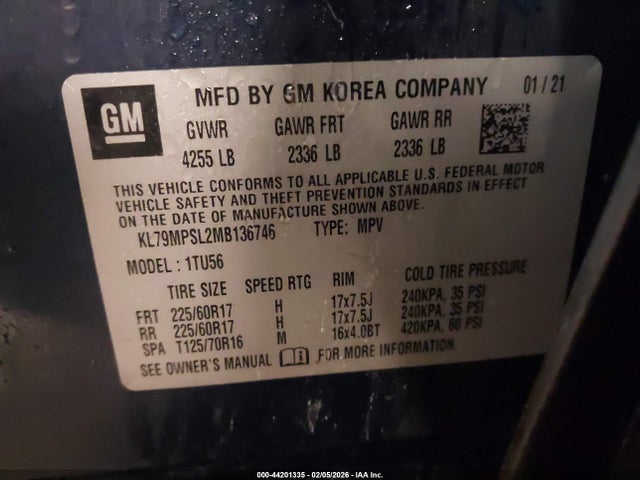 GM
MFD BY GM KOREA COMPANY 01/21
GVWR GAWR FRT GAWR RR
4255 LB 2336 LB 2336 LB
THIS VEHICLE CONFORMS TO ALL APPLICABLE U.S. FEDERAL MOTOR
VEHICLE SAFETY AND THEFT PREVENTION STANDARDS IN EFFECT
ON THE DATE OF MANUFACTURE SHOWN ABOVE.
KL79MPSL2MB136746 TYPE: MPV
MODEL : 1TU56
TIRE SIZE SPEED RTG RIM COLD TIRE PRESSURE
FRT 225/60R17 H 17x7.5J 240KPA, 35 PSI
RR 225/60R17 H 17x7.5J 240KPA, 35 PSI
SPA T125/70R16 M 16x4.0BT 420KPA, 60 PSI
SEE OWNER'S MANUAL FOR MORE INFORMATION.
000-44201335 - 02/05/2026 - IAA Inc.